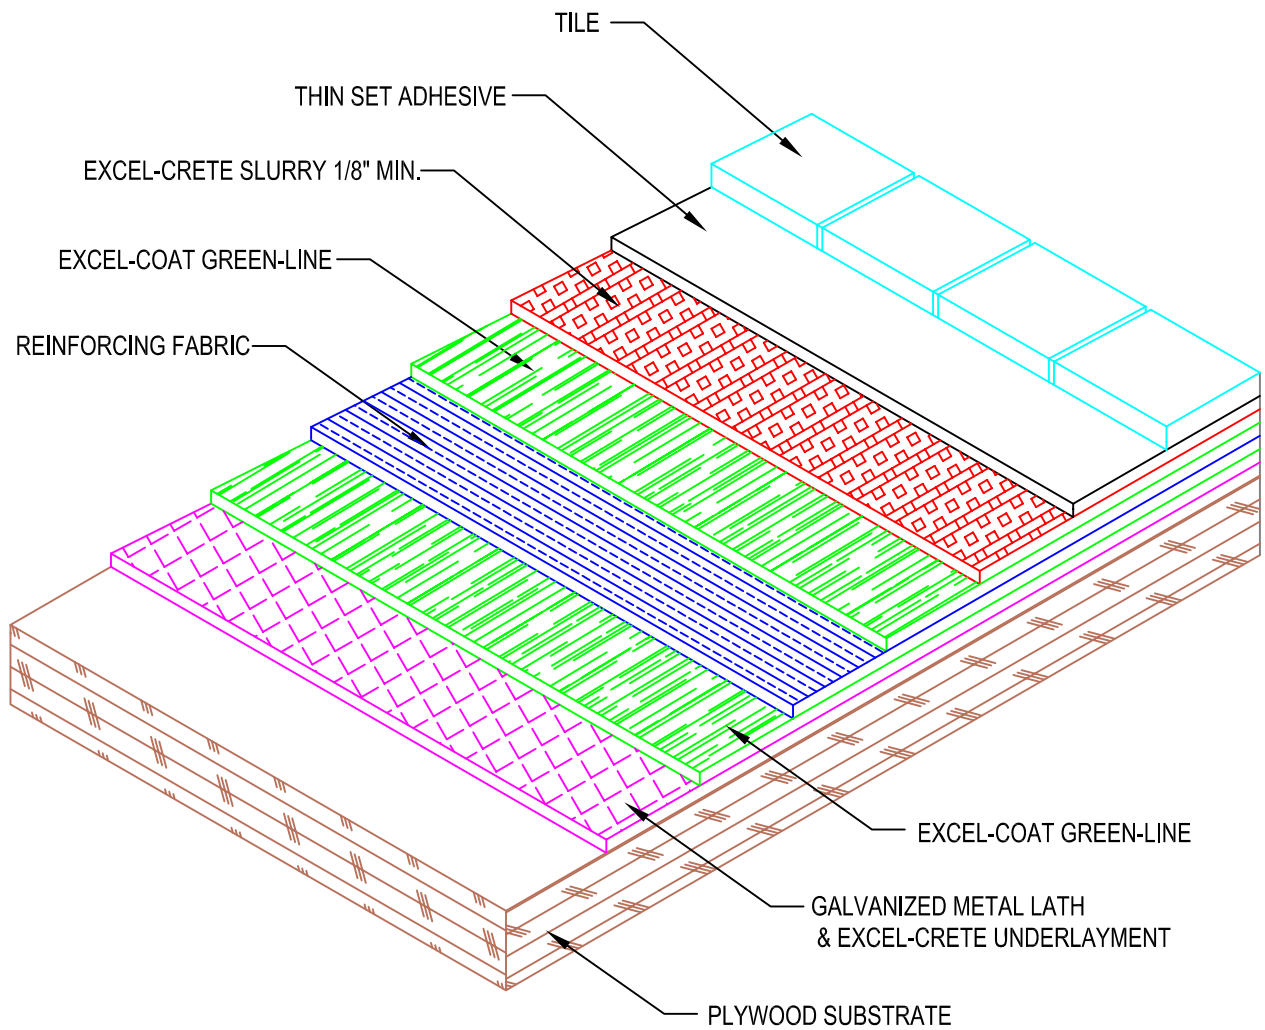 TILE
THIN SET ADHESIVE
EXCEL-CRETE SLURRY 1/8" MIN.
EXCEL-COAT GREEN-LINE
REINFORCING FABRIC
EXCEL-COAT GREEN-LINE
GALVANIZED METAL LATH
& EXCEL-CRETE UNDERLAYMENT
PLYWOOD SUBSTRATE